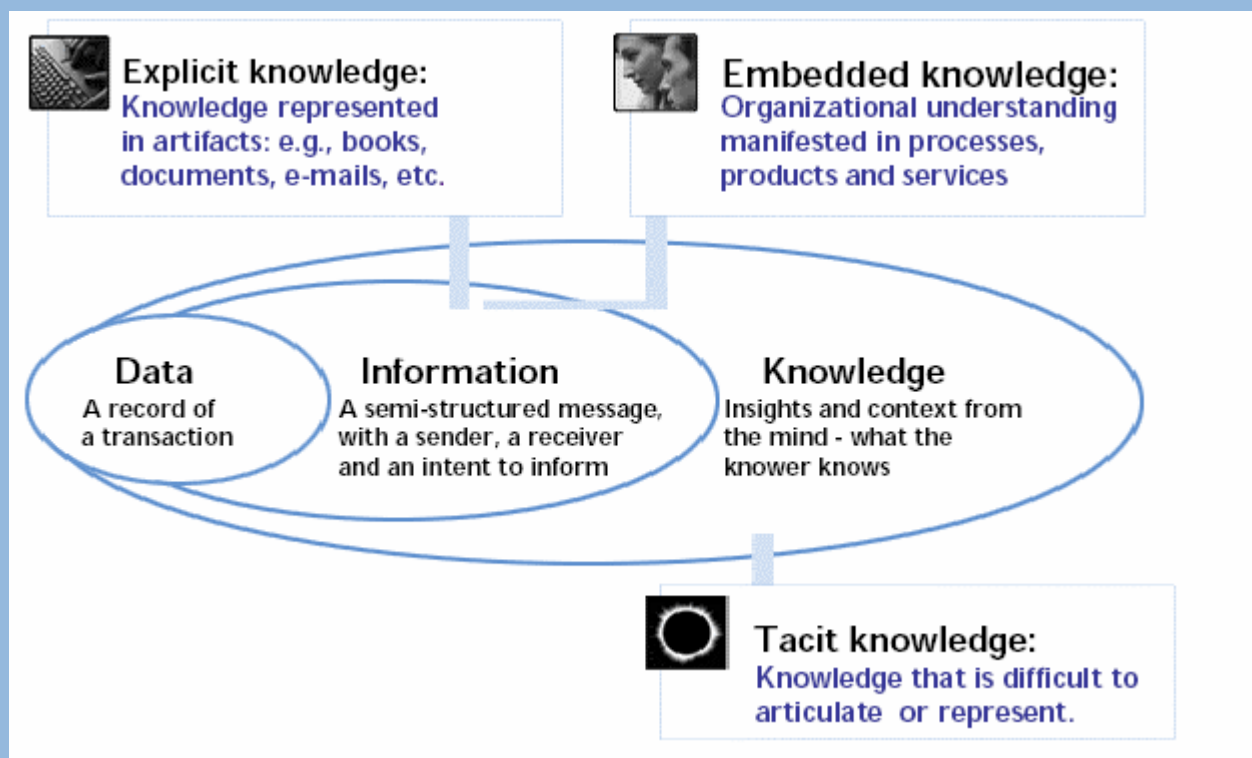 Explicit knowledge:
Knowledge represented
in artifacts: e.g., books,
documents, e-mails, etc.
Embedded knowledge:
Organizational understanding
manifested in processes,
products and services
Data
A record of
a transaction
Information
A semi-structured message,
with a sender, a receiver
and an intent to inform
Knowledge
Insights and context from
the mind - what the
knower knows
Tacit knowledge:
Knowledge that is difficult to
articulate or represent.